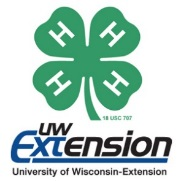 H H
H H
18 USC 707
UW
Extension
University of Wisconsin-Extension